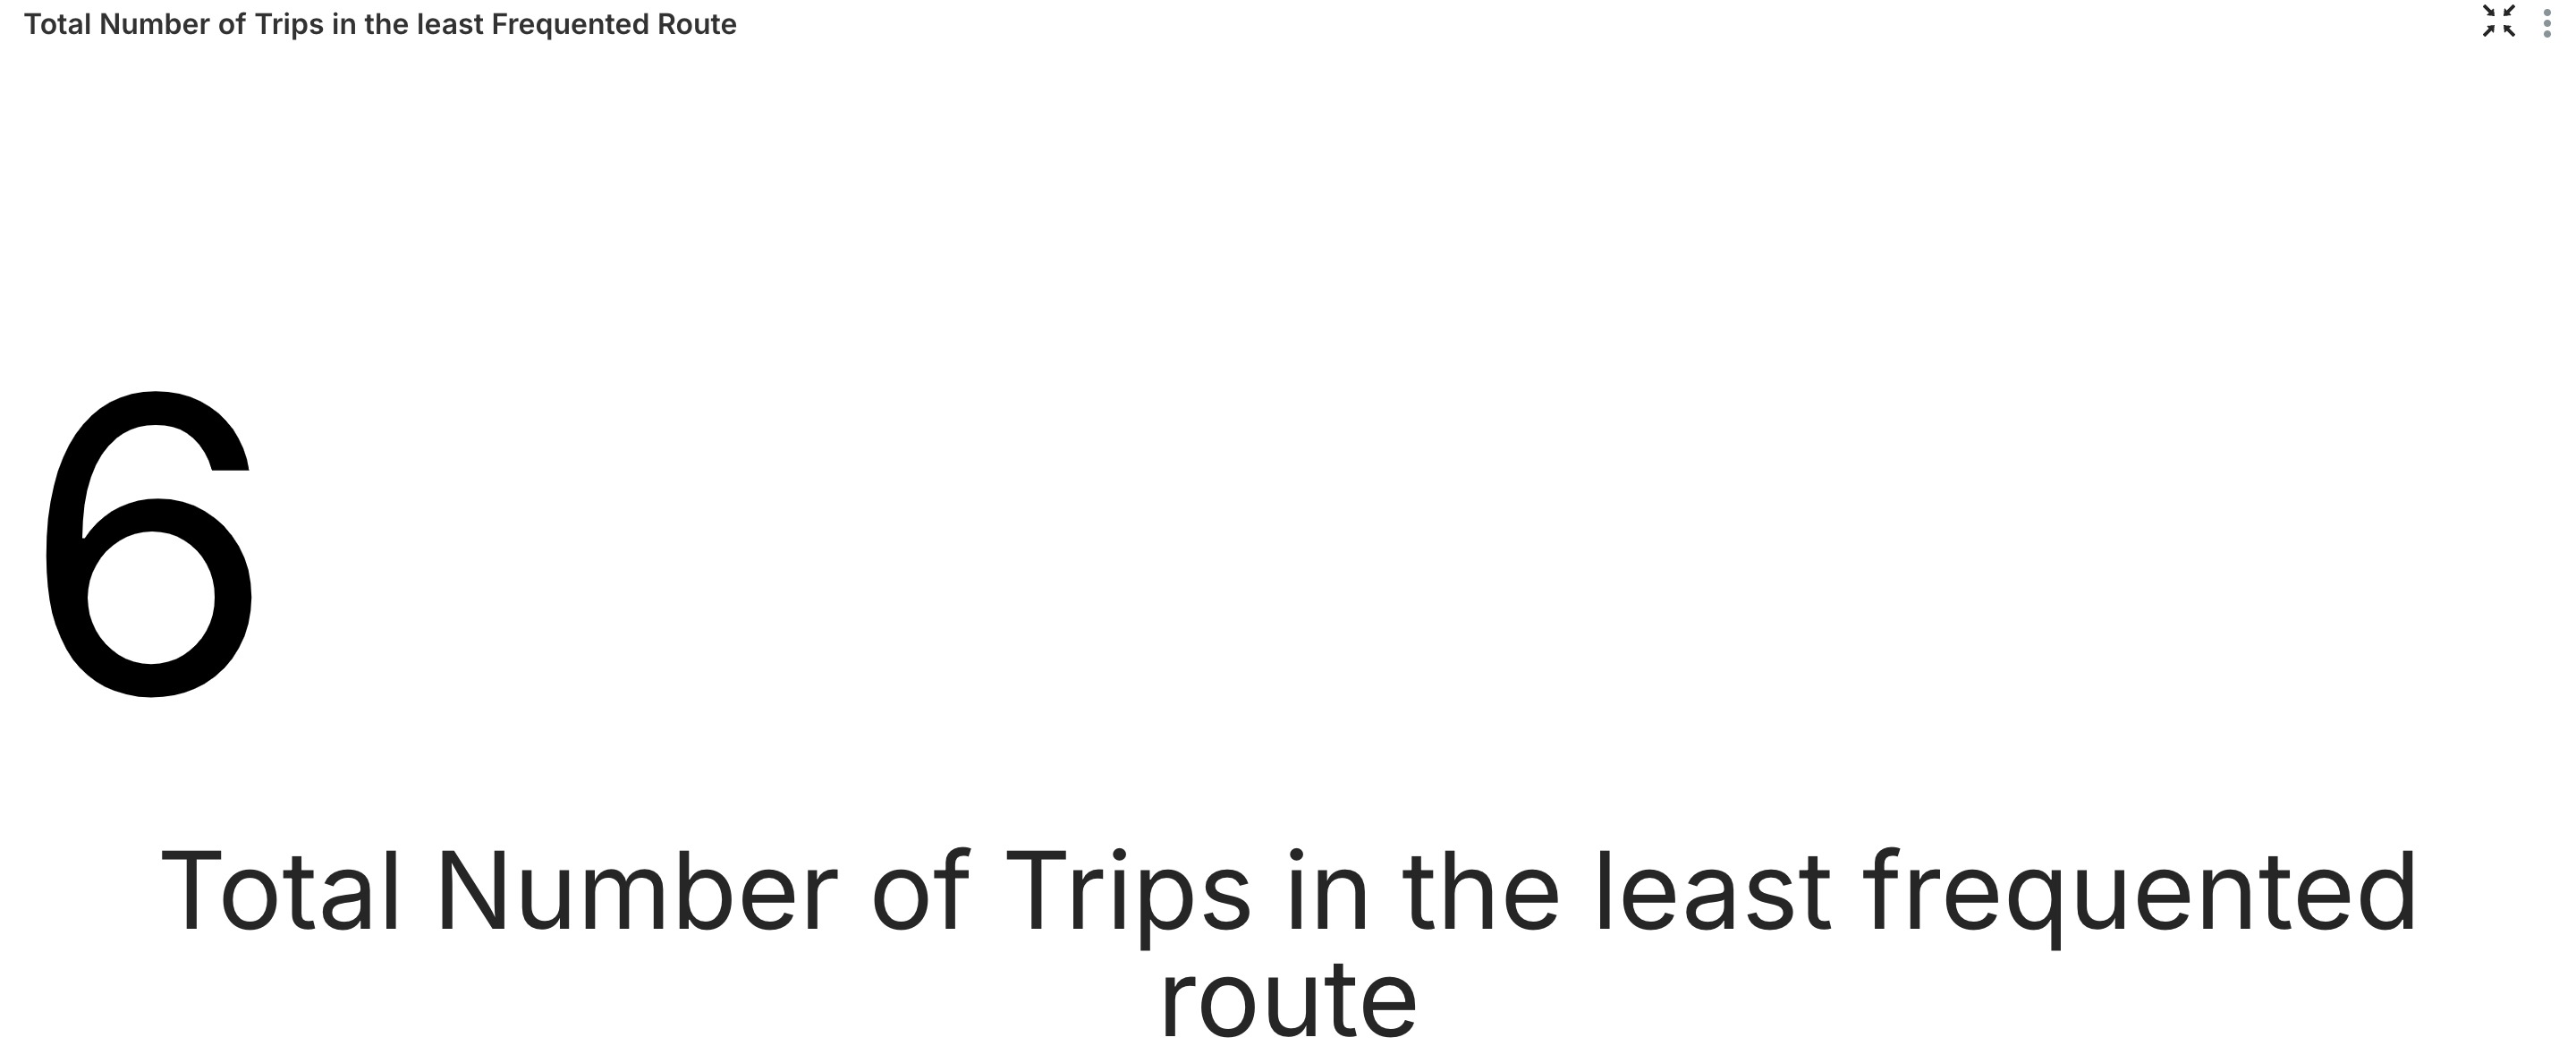 Total Number of Trips in the least Frequented Route
6
Total Number of Trips in the least frequented
route